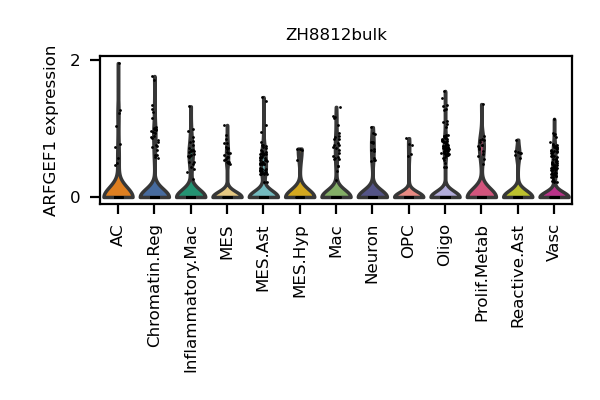 ZH8812bulk
ARFGEF1 expression
2
0
AC
Chromatin.Reg
Inflammatory.Mac
MES
MES.Ast
MES.Hyp
Mac
Neuron
OPC
Oligo
Prolif.Metab
Reactive.Ast
Vasc